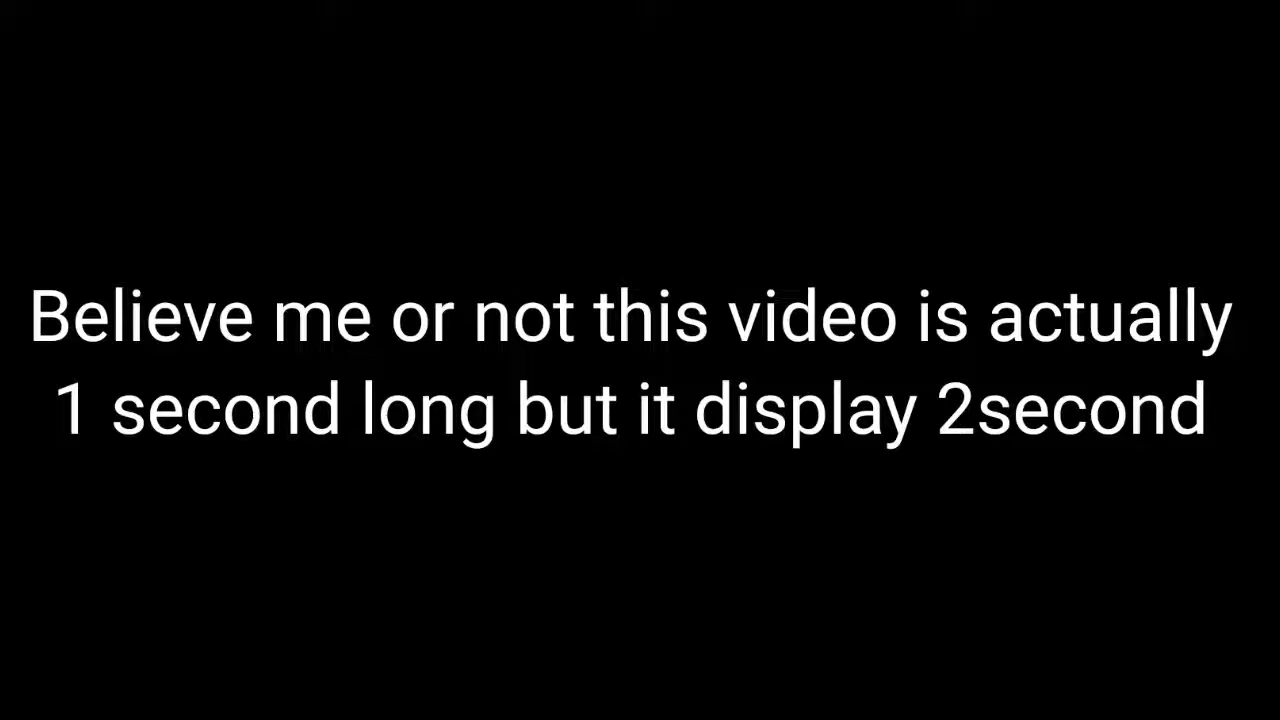 Believe me or not this video is actually
1 second long but it display 2second